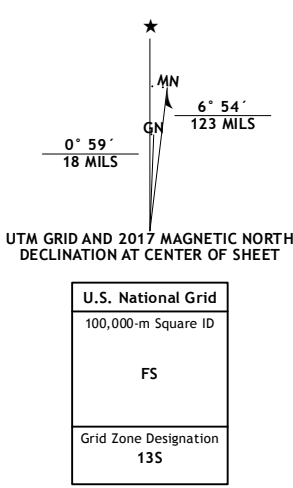 ★
MN
6° 54´
123 MILS
GN
0° 59´
18 MILS
UTM GRID AND 2017 MAGNETIC NORTH
DECLINATION AT CENTER OF SHEET
U.S. National Grid
100,000-m Square ID
FS
Grid Zone Designation
13S